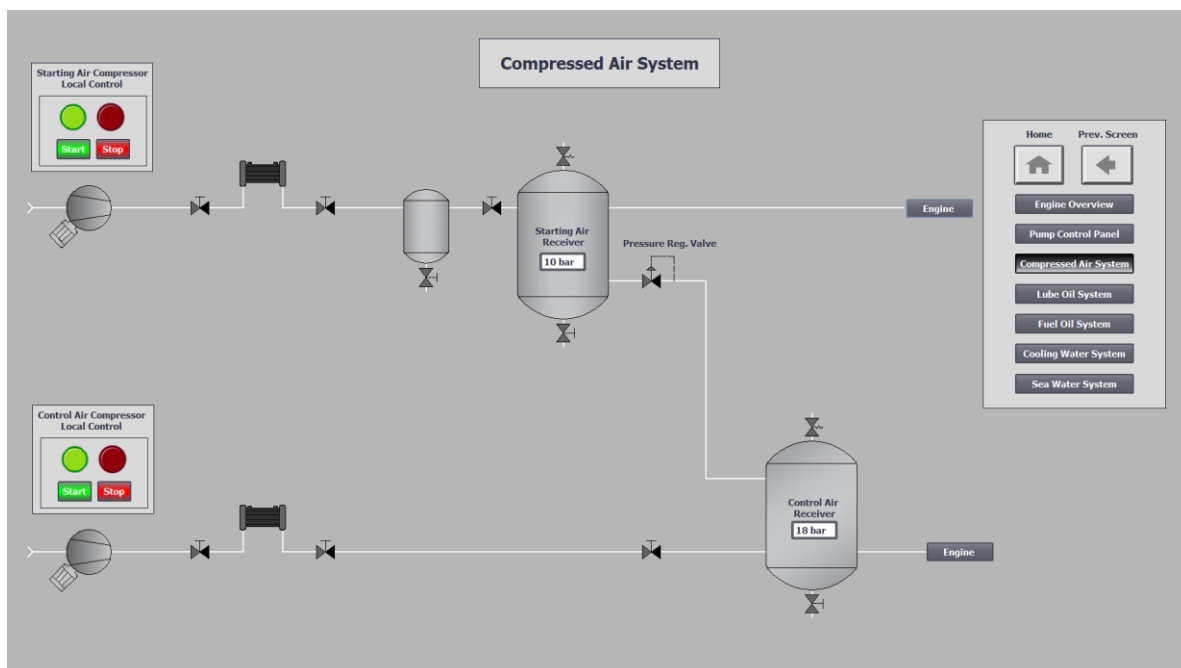 Compressed Air System
Starting Air Compressor
Local Control
Start Stop
Starting Air
Receiver
10 bar
Pressure Reg. Valve
Engine
Home Prev. Screen
Engine Overview
Pump Control Panel
Compressed Air System
Lube Oil System
Fuel Oil System
Cooling Water System
Sea Water System
Control Air Compressor
Local Control
Start Stop
Control Air
Receiver
18 bar
Engine